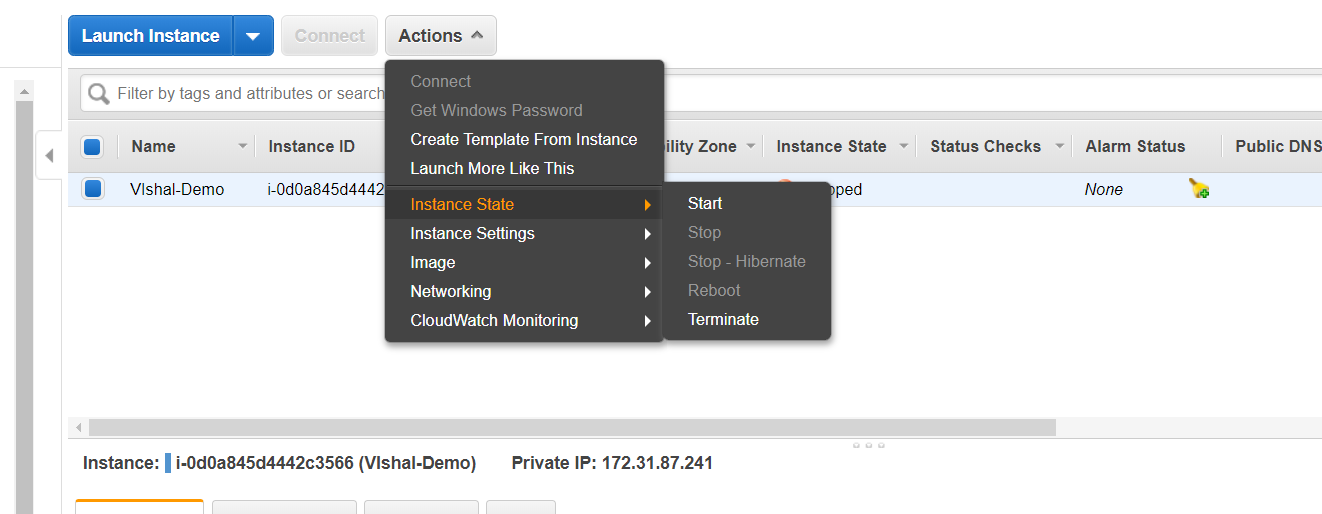 Launch Instance Connect Actions
Filter by tags and attributes or search
Name Instance ID Zone Instance State Status Checks Alarm Status Public DNS
VIshal-Demo i-0d0a845d4442 None
Connect
Get Windows Password
Create Template From Instance
Launch More Like This
Instance State
Instance Settings
Image
Networking
CloudWatch Monitoring
Start
Stop
Stop - Hibernate
Reboot
Terminate
Instance: i-0d0a845d4442c3566 (VIshal-Demo) Private IP: 172.31.87.241